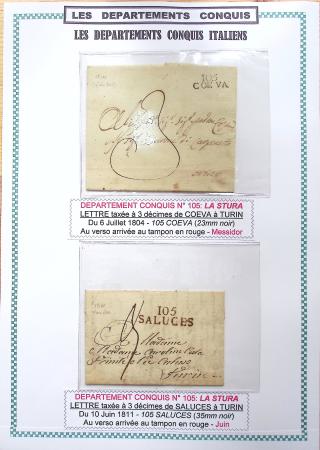 LES DEPARTEMENTS CONQUIS
LES DEPARTEMENTS CONQUIS ITALIENS
105
COEVA
DEPARTEMENT CONQUIS N° 105: LA STURA
LETTRE taxée à 3 décimes de COEVA à TURIN
Du 6 Juillet 1804 - 105 COEVA (23mm noir)
Au verso arrivée au tampon en rouge - Messidor
105
SALUCES
Madame
Madame
Turin
DEPARTEMENT CONQUIS N° 105: LA STURA
LETTRE taxée à 3 décimes de SALUCES à TURIN
Du 10 Juin 1811 - 105 SALUCES (35mm noir)
Au verso arrivée au tampon en rouge - Juin